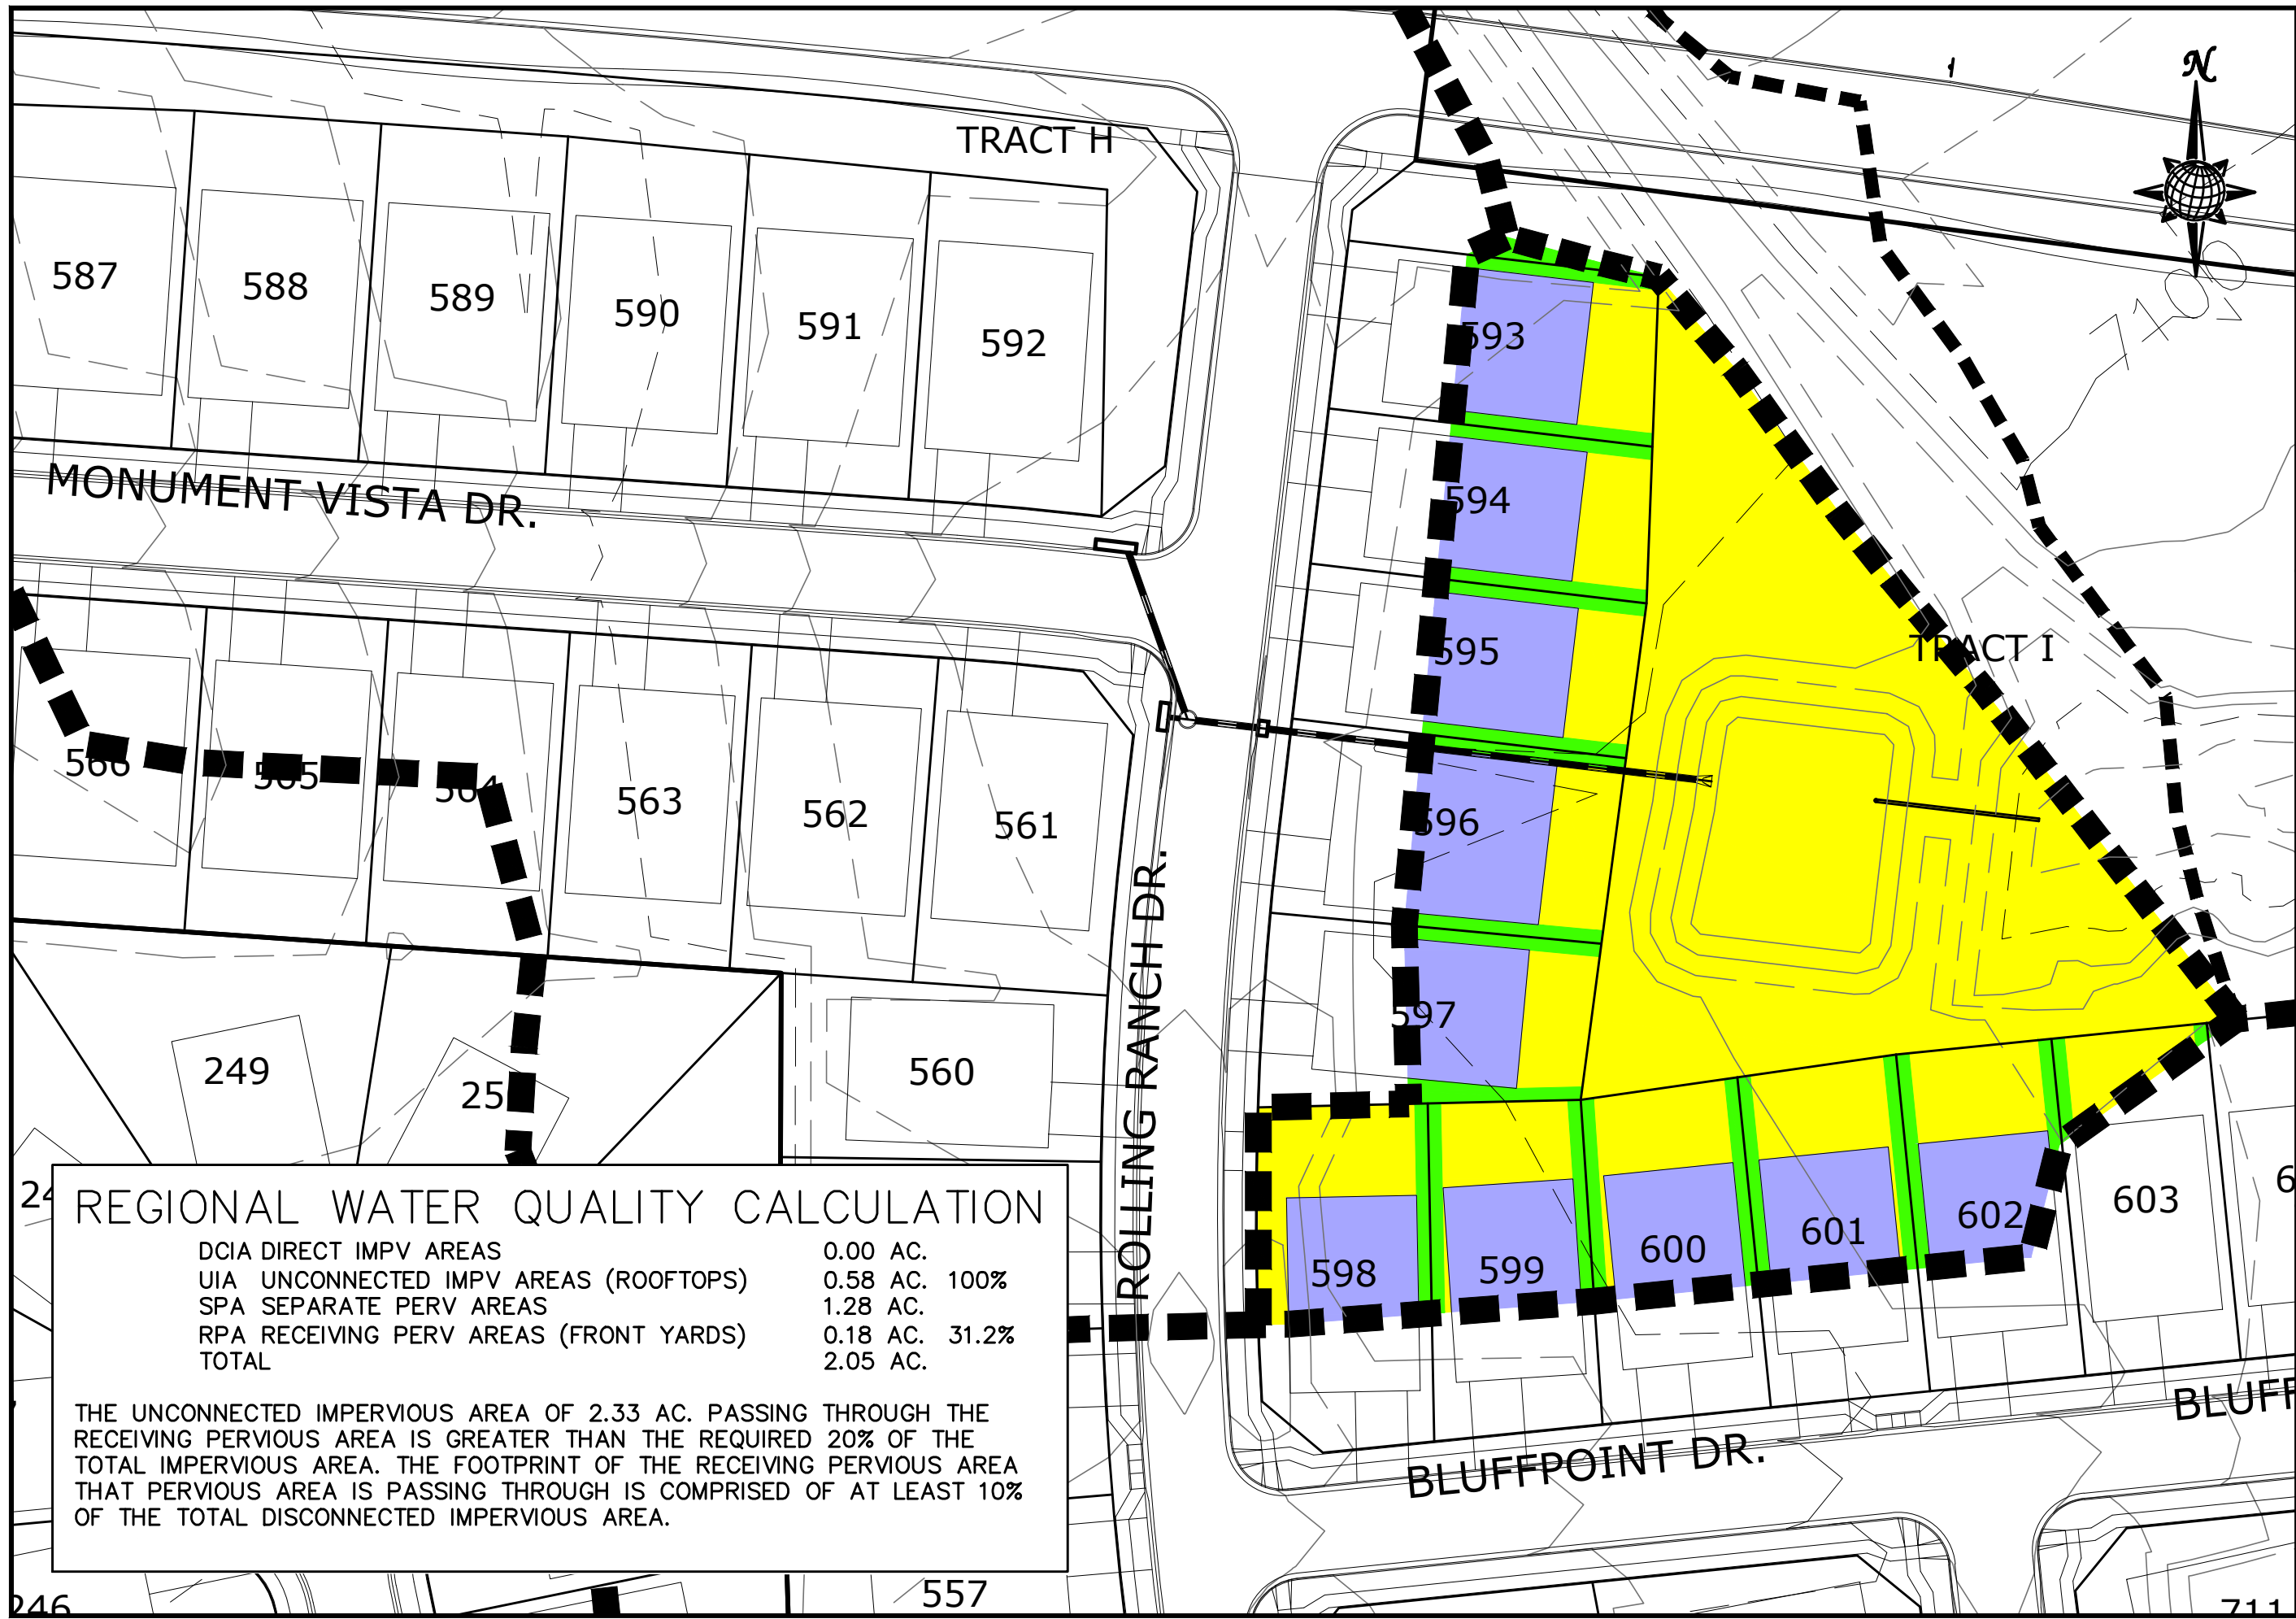 N
TRACT H
587
588
589
590
591
592
593
594
595
596
597
MONUMENT VISTA DR.
TRACT I
566
565
564
563
562
561
560
249
ROLLING RANCH DR.
598
599
600
601
602
603
BLUFFPOINT DR.
REGIONAL WATER QUALITY CALCULATION
DCIA DIRECT IMPV AREAS 0.00 AC.
UIA UNCONNECTED IMPV AREAS (ROOFTOPS) 0.58 AC. 100%
SPA SEPARATE PERV AREAS 1.28 AC.
RPA RECEIVING PERV AREAS (FRONT YARDS) 0.18 AC. 31.2%
TOTAL 2.05 AC.
THE UNCONNECTED IMPERVIOUS AREA OF 2.33 AC. PASSING THROUGH THE
RECEIVING PERVIOUS AREA IS GREATER THAN THE REQUIRED 20% OF THE
TOTAL IMPERVIOUS AREA. THE FOOTPRINT OF THE RECEIVING PERVIOUS AREA
THAT PERVIOUS AREA IS PASSING THROUGH IS COMPRISED OF AT LEAST 10%
OF THE TOTAL DISCONNECTED IMPERVIOUS AREA.
246
557
711